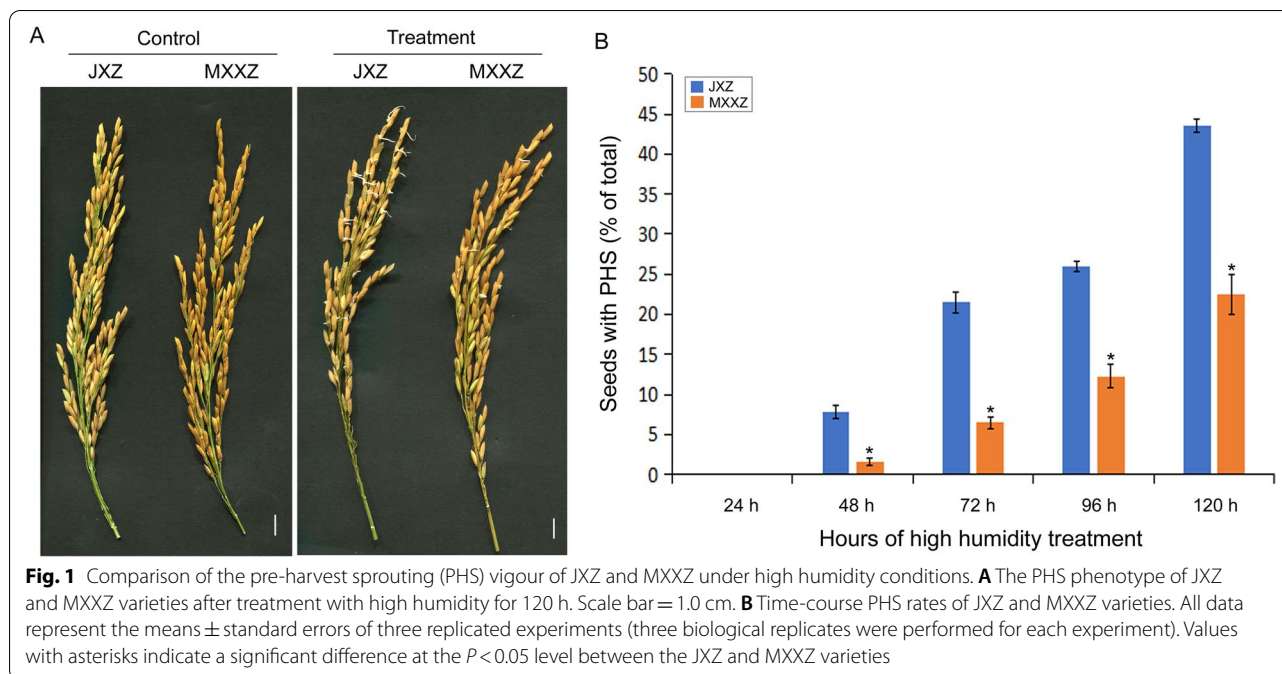 A
Control
Treatment
JXZ
MXXZ
JXZ
MXXZ
B
Seeds with PHS (% of total)
50
45
40
35
30
25
20
15
10
5
0
JXZ
MXXZ
*
*
*
*
24 h
48 h
72 h
96 h
120 h
Hours of high humidity treatment
Fig. 1 Comparison of the pre-harvest sprouting (PHS) vigour of JXZ and MXXZ under high humidity conditions. A The PHS phenotype of JXZ
and MXXZ varieties after treatment with high humidity for 120 h. Scale bar = 1.0 cm. B Time-course PHS rates of JXZ and MXXZ varieties. All data
represent the means ± standard errors of three replicated experiments (three biological replicates were performed for each experiment). Values
with asterisks indicate a significant difference at the P < 0.05 level between the JXZ and MXXZ varieties